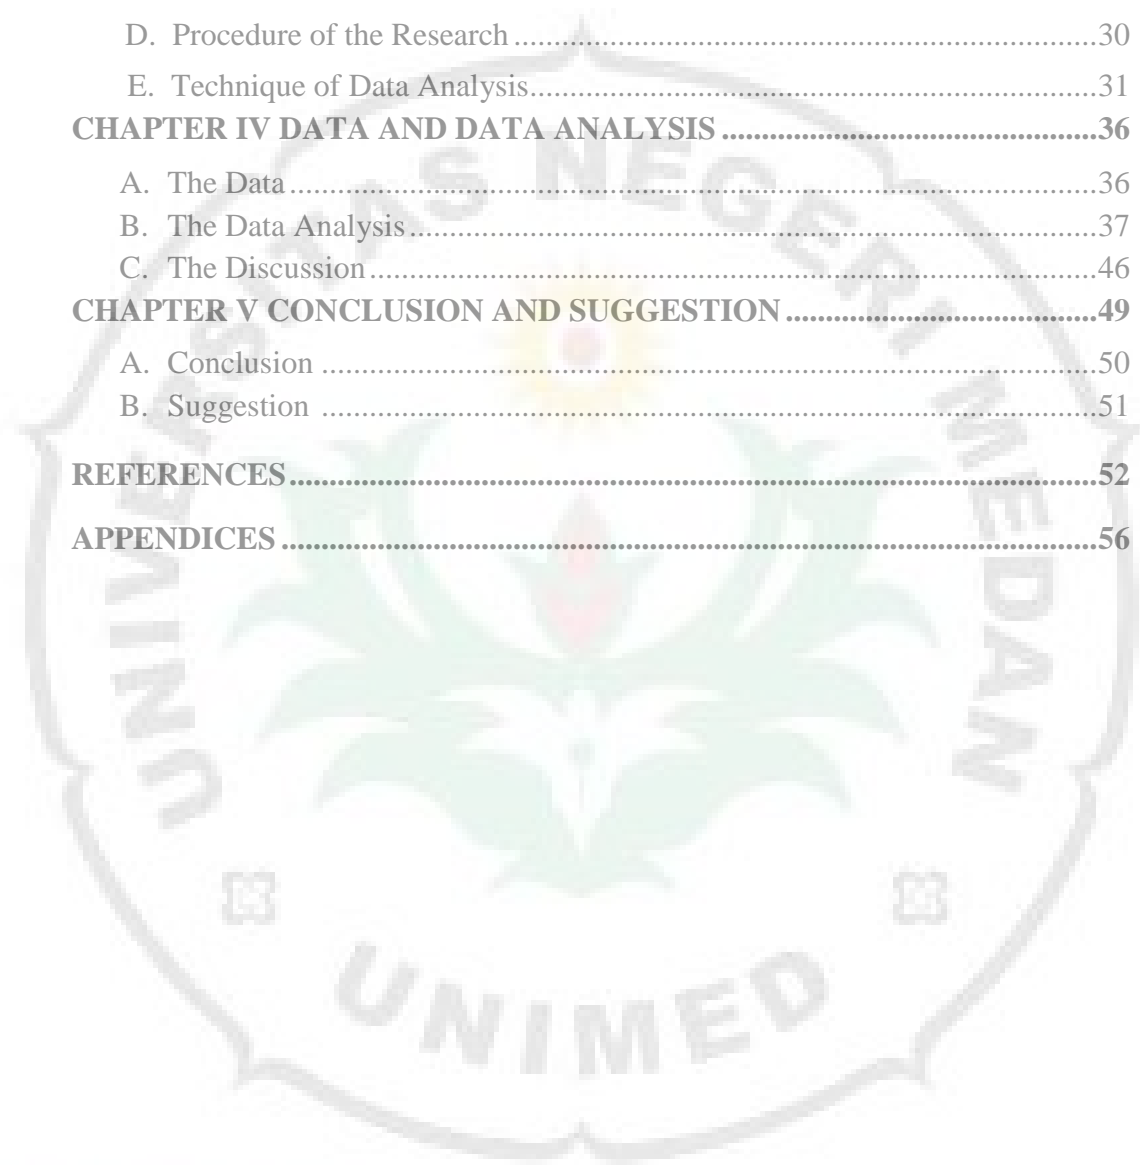 D. Procedure of the Research ..........................................................................30
E. Technique of Data Analysis........................................................................31
CHAPTER IV DATA AND DATA ANALYSIS ................................................36
A. The Data ......................................................................................................36
B. The Data Analysis .......................................................................................37
C. The Discussion ............................................................................................46
CHAPTER V CONCLUSION AND SUGGESTION .......................................49
A. Conclusion ..................................................................................................50
B. Suggestion ..................................................................................................51
REFERENCES .....................................................................................................52
APPENDICES ......................................................................................................56
UNIVERSITAS NEGERI MEDAN
UNIMED